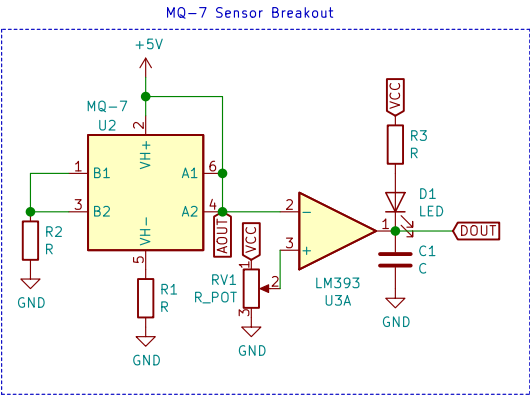 MQ-7 Sensor Breakout
+5V
MQ-7
U2
2
VH+
1
B1
A1
6
3
B2
A2
4
VH-
5
R2
R
GND
R1
R
GND
AOUT
VCC
1
RV1
R_POT
2
3
GND
2
-
3
+
1
LM393
U3A
VCC
R3
R
D1
LED
DOUT
C1
C
GND